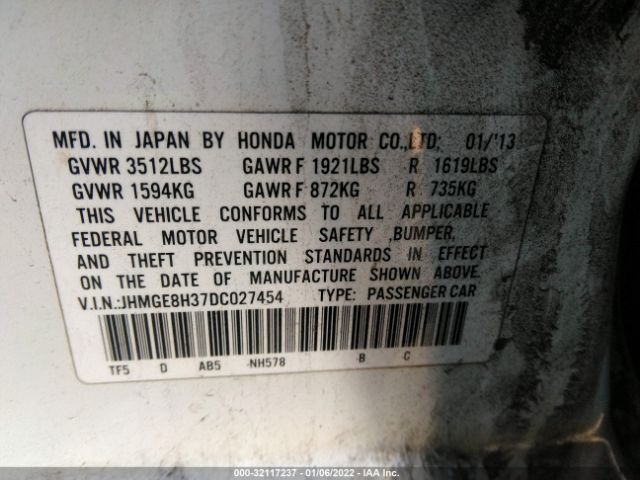 MFD. IN JAPAN BY HONDA MOTOR CO.,LTD; 01/'13
GVWR 3512LBS GAWR F 1921LBS R 1619LBS
GVWR 1594KG GAWR F 872KG R 735KG
THIS VEHICLE CONFORMS TO ALL APPLICABLE
FEDERAL MOTOR VEHICLE SAFETY ,BUMPER,
AND THEFT PREVENTION STANDARDS IN EFFECT
ON THE DATE OF MANUFACTURE SHOWN ABOVE.
V.I.N.:JHMGE8H37DC027454 TYPE: PASSENGER CAR
TF5 D AB5 -NH578 -B C
000-32117237 - 01/06/2022 - IAAI.COM